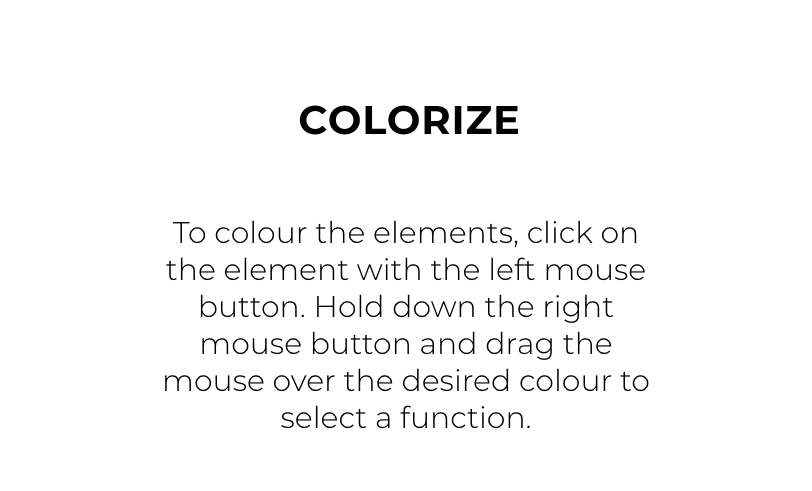 COLORIZE
To colour the elements, click on
the element with the left mouse
button. Hold down the right
mouse button and drag the
mouse over the desired colour to
select a function.